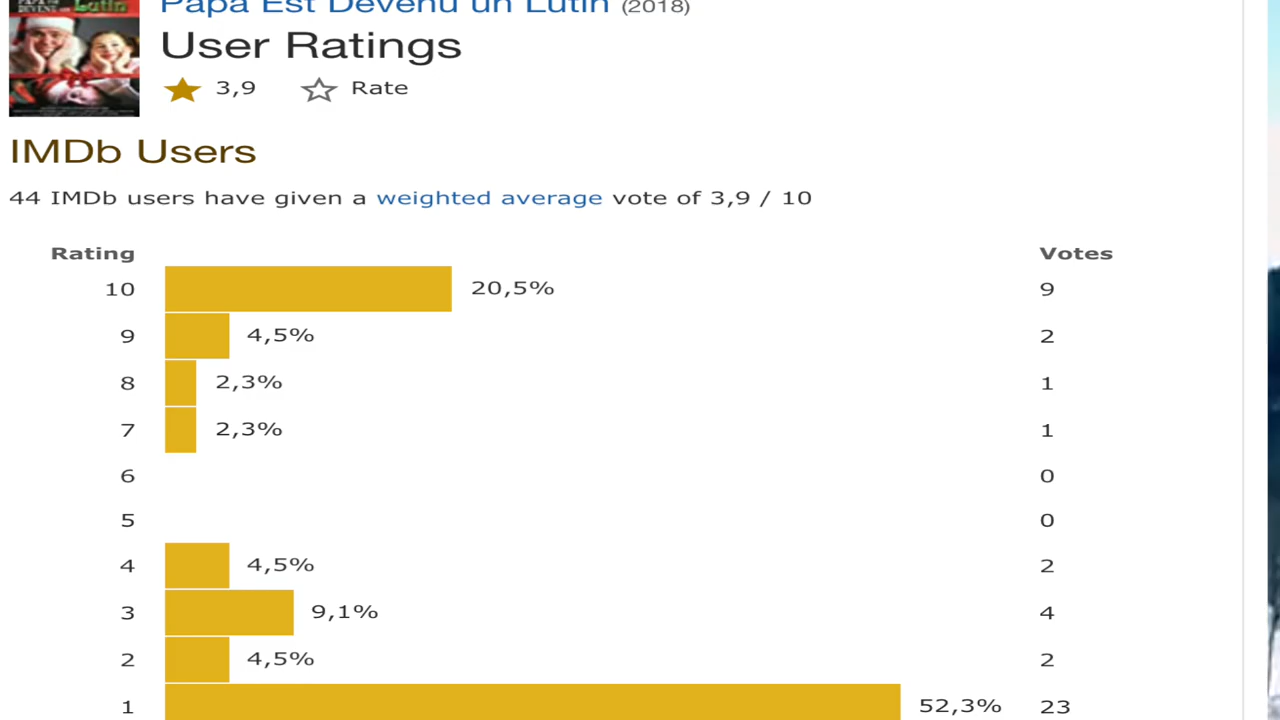 Papa Est Devenu un Lutin (2018)
User Ratings
3,9 Rate
IMDb Users
44 IMDb users have given a weighted average vote of 3,9 / 10
Rating Votes
10 20,5% 9
9 4,5% 2
8 2,3% 1
7 2,3% 1
6 0
5 0
4 4,5% 2
3 9,1% 4
2 4,5% 2
1 52,3% 23